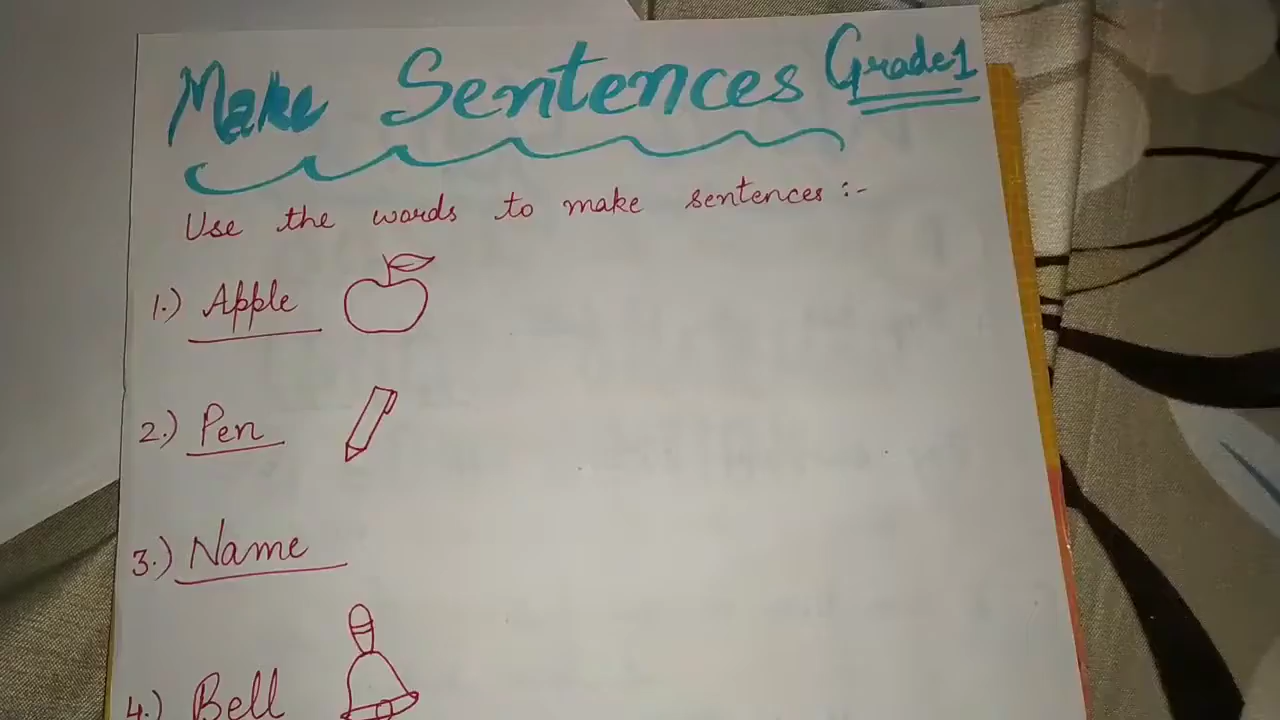 Make Sentences Grade1
Use the words to make sentences :-
1.) Apple
2.) Pen
3.) Name
4.) Bell